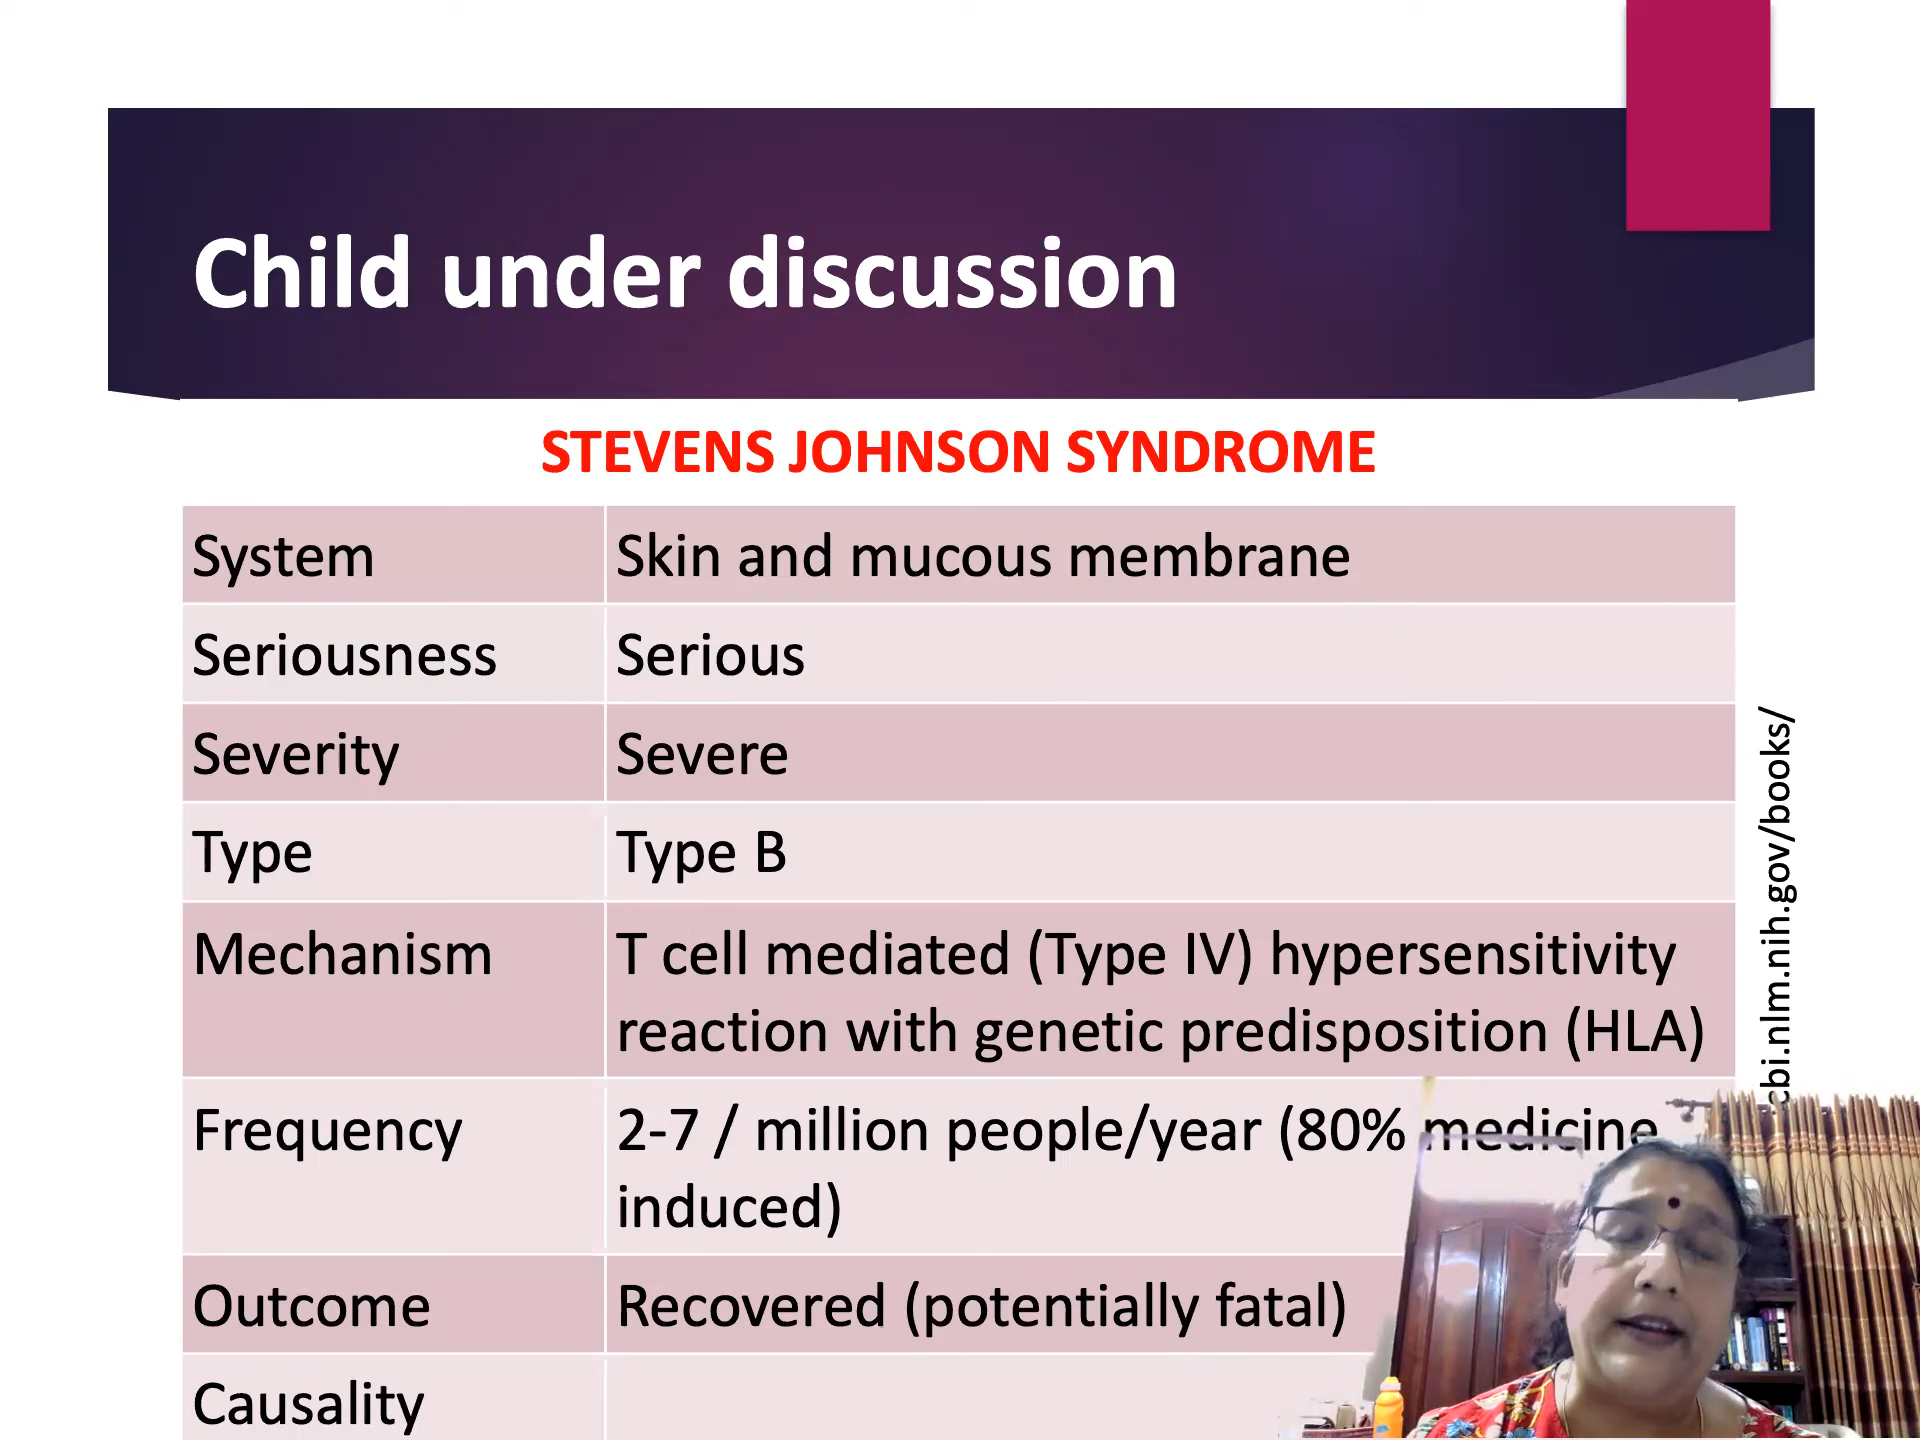 Child under discussion
STEVENS JOHNSON SYNDROME
System Skin and mucous membrane
Seriousness Serious
Severity Severe
Type Type B
Mechanism T cell mediated (Type IV) hypersensitivity
reaction with genetic predisposition (HLA)
Frequency 2-7 / million people/year (80% medicine
induced)
Outcome Recovered (potentially fatal)
Causality
cbi.nlm.nih.gov/books/